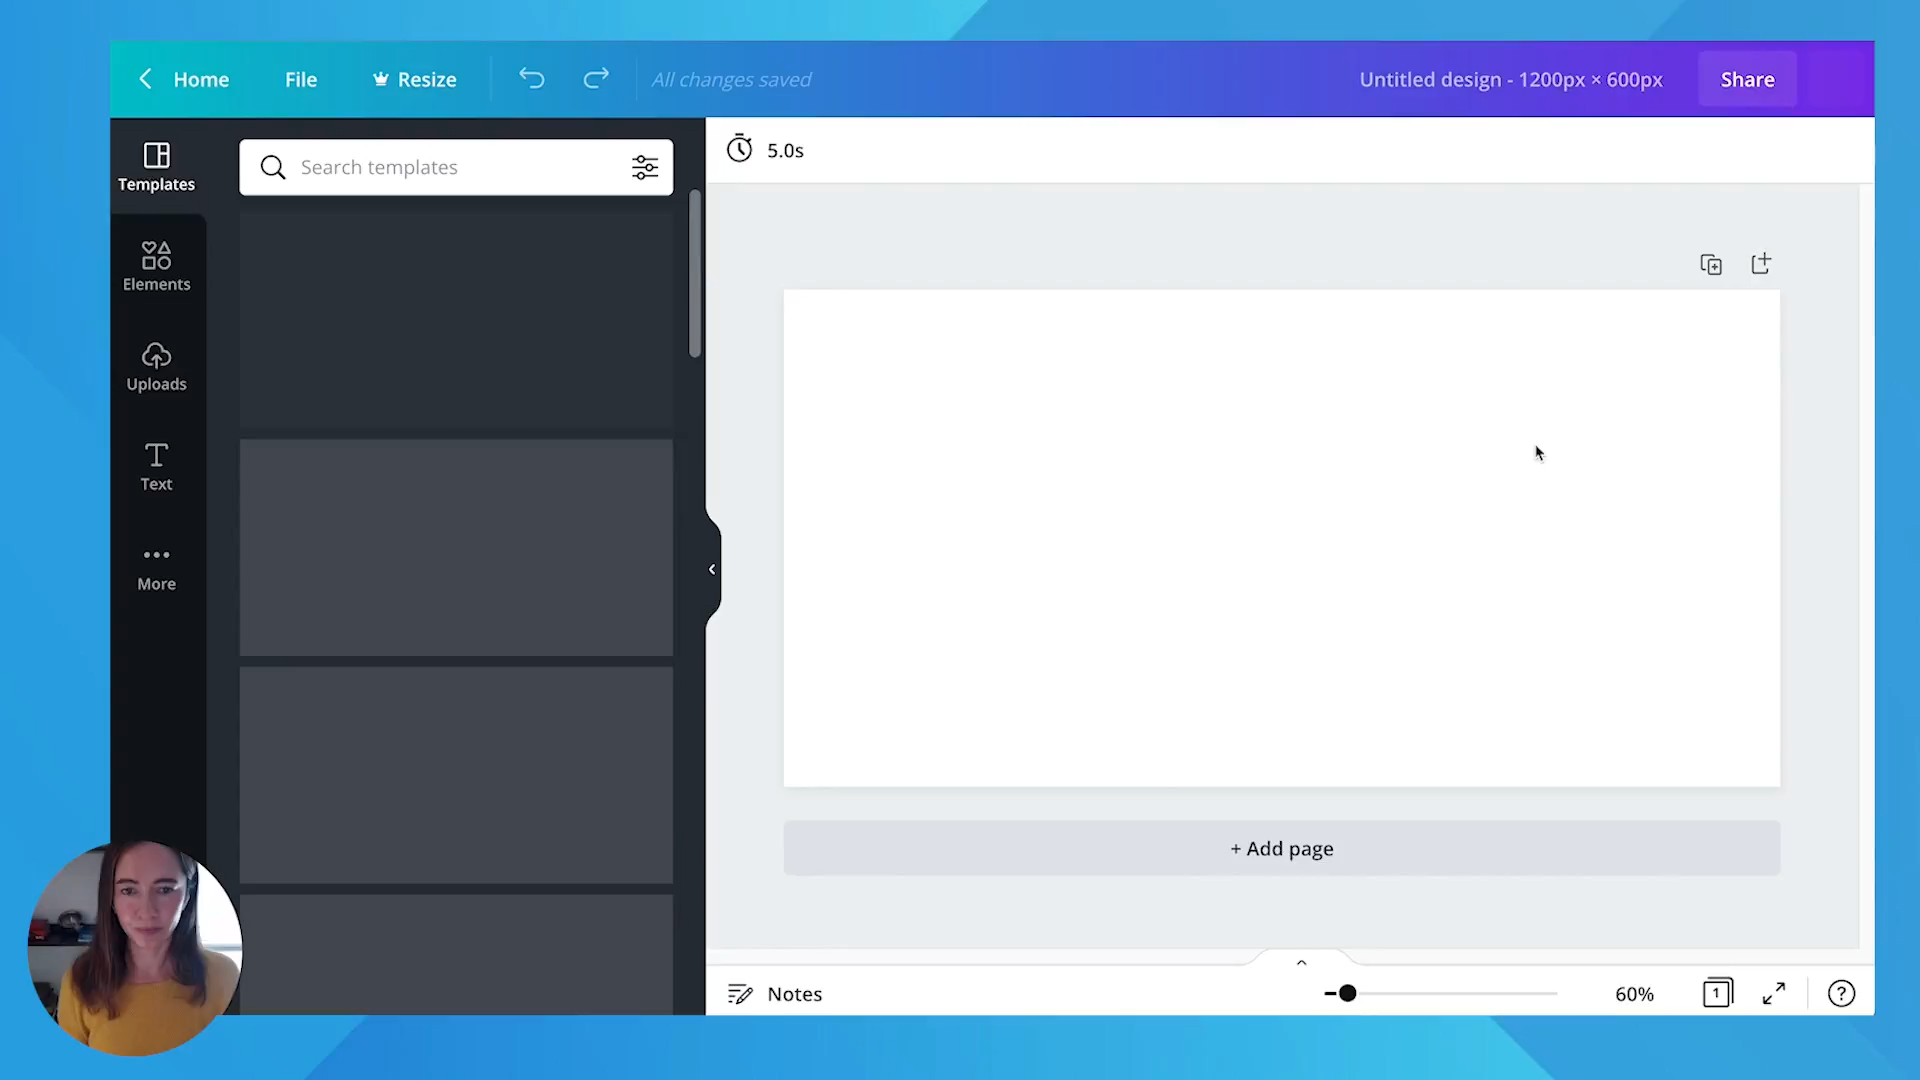 Home File Resize All changes saved Untitled design - 1200px × 600px Share
Templates
Search templates
5.0s
Elements
Uploads
Text
More
+ Add page
Notes
60%
1
?